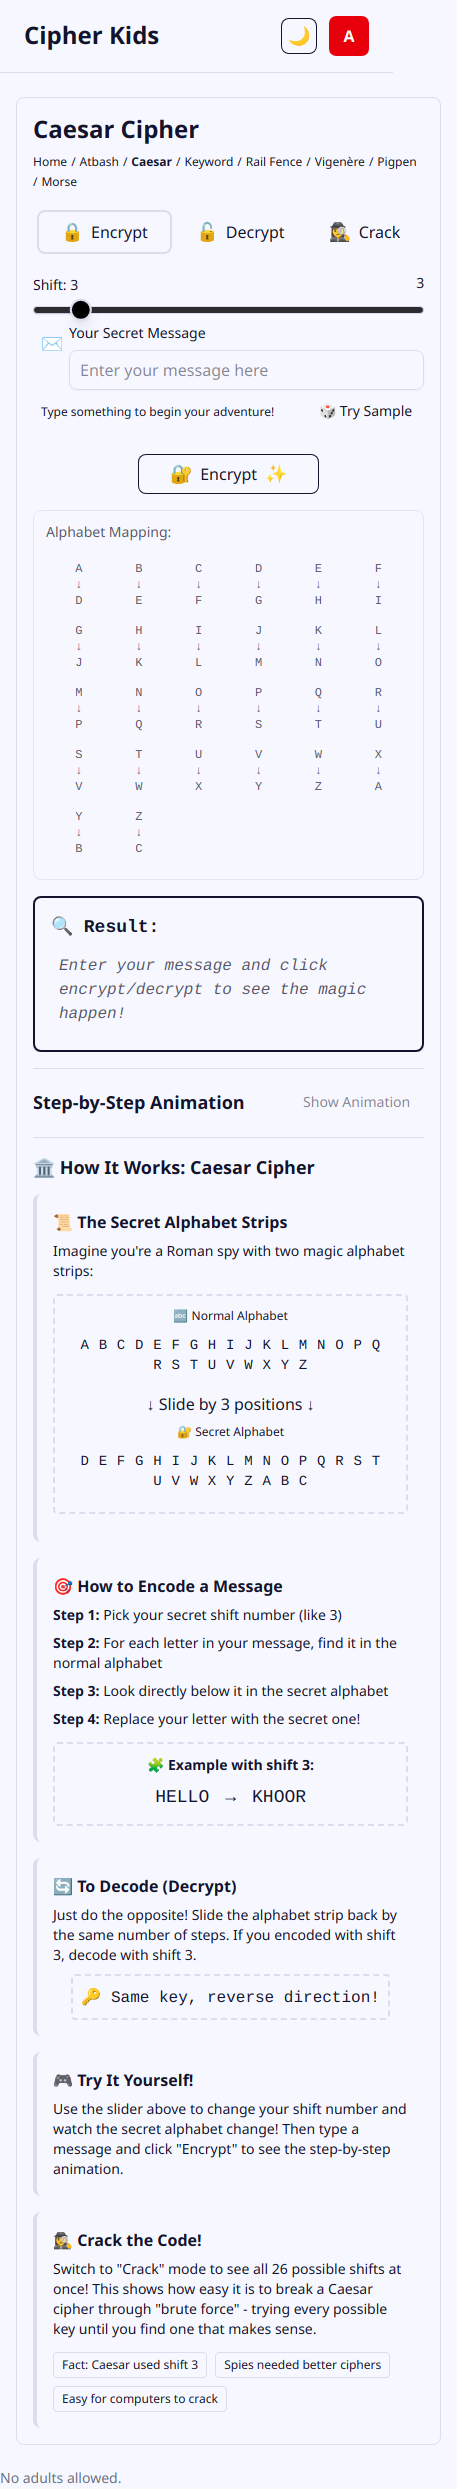 Cipher Kids
🌙 A
Caesar Cipher
Home / Atbash / Caesar / Keyword / Rail Fence / Vigenère / Pigpen
/ Morse
🔒 Encrypt 🔓 Decrypt 🕵️ Crack
Shift: 3 3
Your Secret Message
✉️ Enter your message here
Type something to begin your adventure! 🎲 Try Sample
🔐 Encrypt ✨
Alphabet Mapping:
A B C D E F
↓ ↓ ↓ ↓ ↓ ↓
D E F G H I
G H I J K L
↓ ↓ ↓ ↓ ↓ ↓
J K L M N O
M N O P Q R
↓ ↓ ↓ ↓ ↓ ↓
P Q R S T U
S T U V W X
↓ ↓ ↓ ↓ ↓ ↓
V W X Y Z A
Y Z
↓ ↓
B C
🔍 Result:
Enter your message and click
encrypt/decrypt to see the magic
happen!
Step-by-Step Animation Show Animation
🏛️ How It Works: Caesar Cipher
📜 The Secret Alphabet Strips
Imagine you're a Roman spy with two magic alphabet
strips:
🔤 Normal Alphabet
A B C D E F G H I J K L M N O P Q
R S T U V W X Y Z
↓ Slide by 3 positions ↓
🔐 Secret Alphabet
D E F G H I J K L M N O P Q R S T
U V W X Y Z A B C
🎯 How to Encode a Message
Step 1: Pick your secret shift number (like 3)
Step 2: For each letter in your message, find it in the
normal alphabet
Step 3: Look directly below it in the secret alphabet
Step 4: Replace your letter with the secret one!
🧩 Example with shift 3:
HELLO → KHOOR
🔄 To Decode (Decrypt)
Just do the opposite! Slide the alphabet strip back by
the same number of steps. If you encoded with shift
3, decode with shift 3.
🔑 Same key, reverse direction!
🎮 Try It Yourself!
Use the slider above to change your shift number and
watch the secret alphabet change! Then type a
message and click "Encrypt" to see the step-by-step
animation.
🕵️ Crack the Code!
Switch to "Crack" mode to see all 26 possible shifts at
once! This shows how easy it is to break a Caesar
cipher through "brute force" - trying every possible
key until you find one that makes sense.
Fact: Caesar used shift 3 Spies needed better ciphers
Easy for computers to crack
No adults allowed.